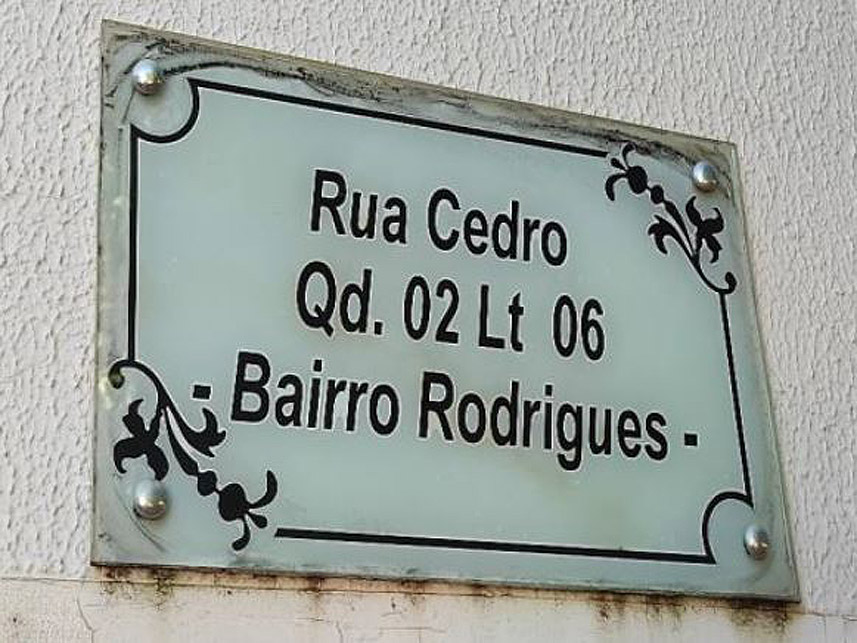 Rua Cedro
Qd. 02 Lt 06
- Bairro Rodrigues -